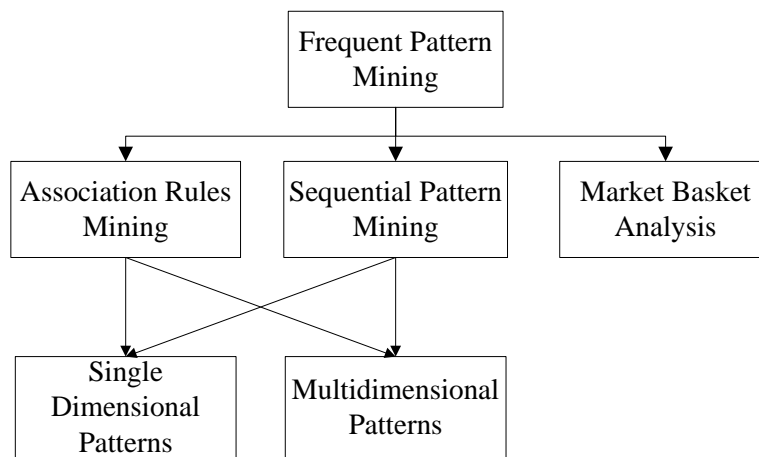 Frequent Pattern
Mining
Association Rules
Mining
Sequential Pattern
Mining
Market Basket
Analysis
Single
Dimensional
Patterns
Multidimensional
Patterns